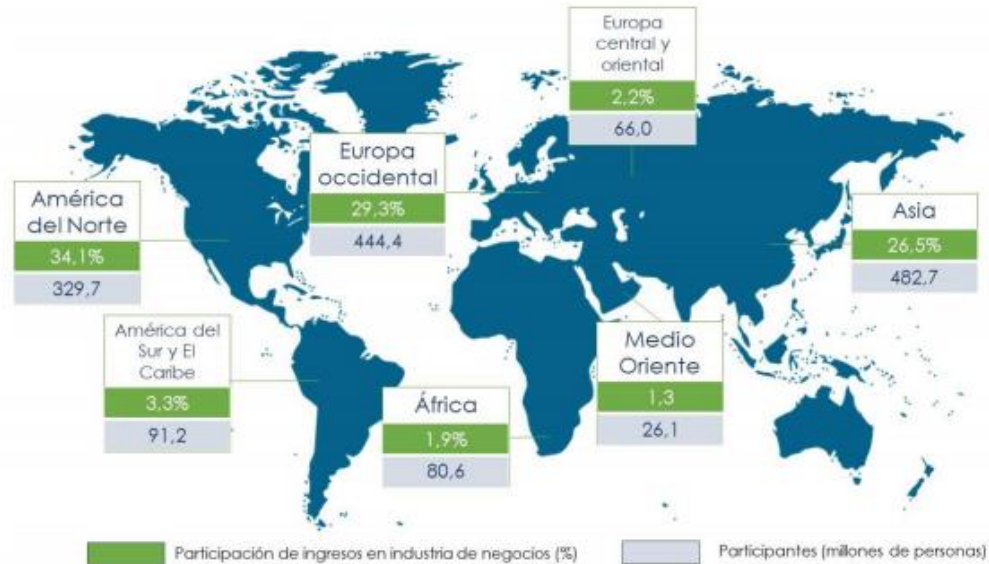 Europa
central y
oriental
2,2%
66,0
Europa
occidental
29,3%
444,4
América
del Norte
34,1%
329,7
Asia
26,5%
482,7
América del
Sur y El
Caribe
3,3%
91,2
África
1,9%
80,6
Medio
Oriente
1,3
26,1
Participación de ingresos en industria de negocios (%)
Participantes (millones de personas)